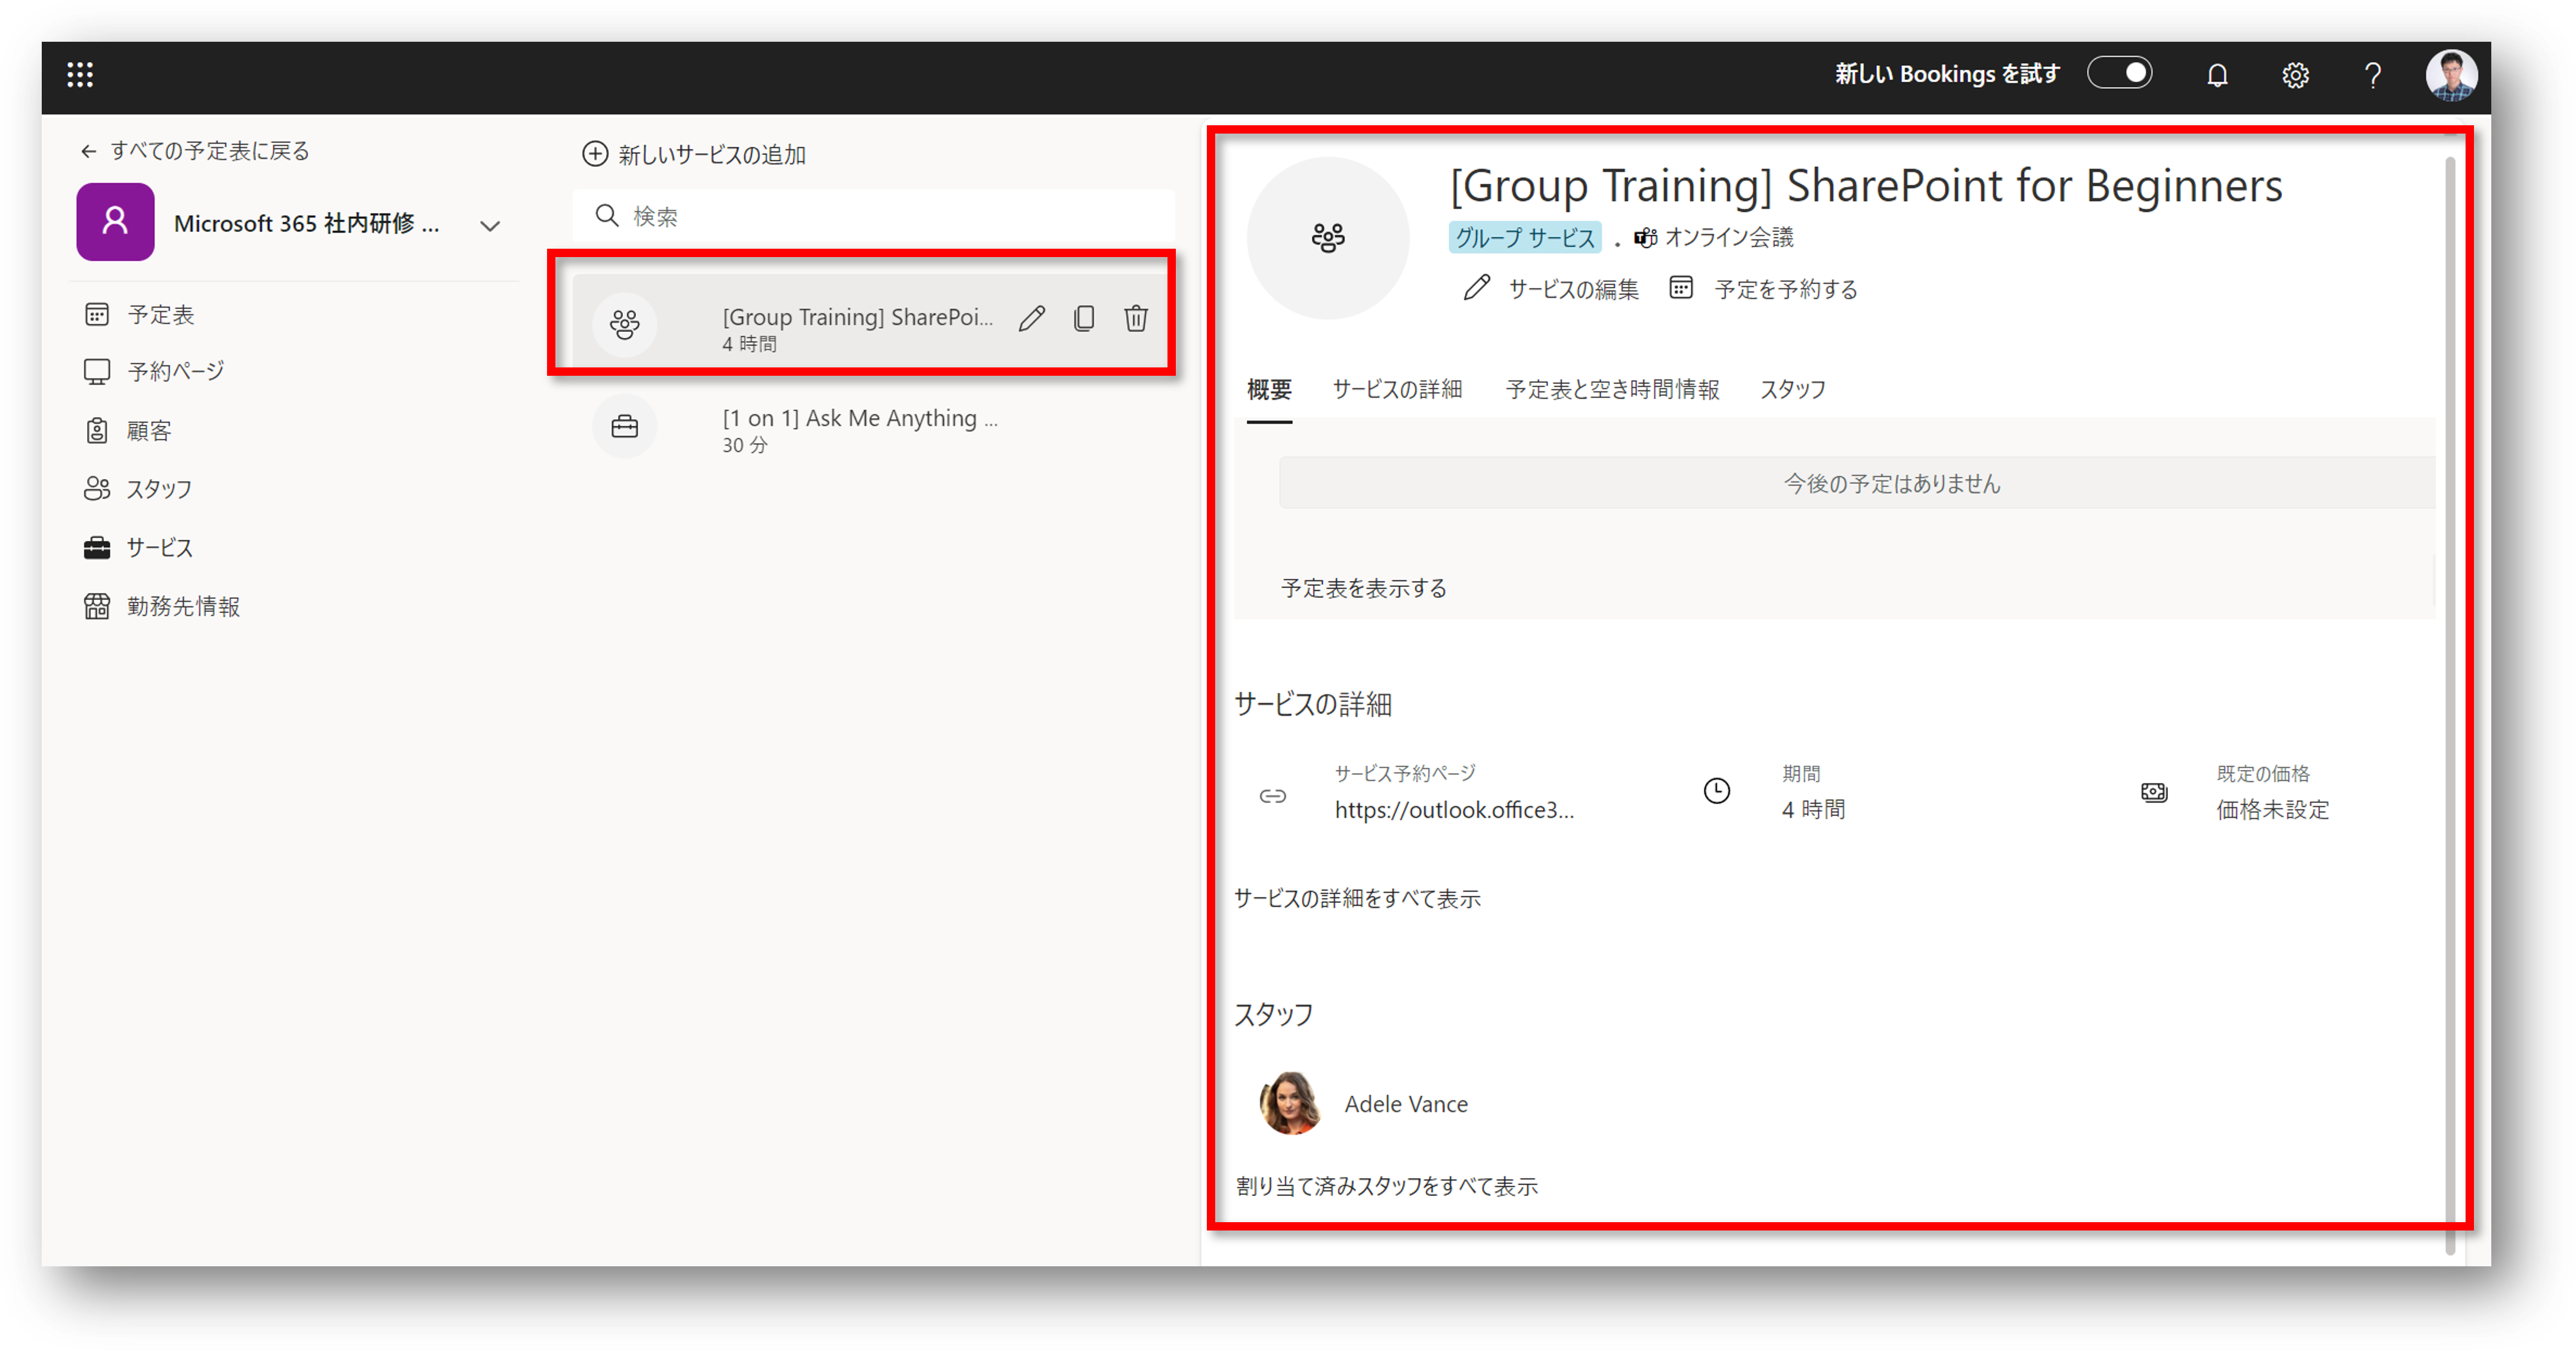 新しい Bookings を試す
すべての予定表に戻る
Microsoft 365 社内研修 ...
予定表
予約ページ
顧客
スタッフ
サービス
勤務先情報
新しいサービスの追加
検索
[Group Training] SharePoi...
4 時間
[1 on 1] Ask Me Anything ...
30 分
[Group Training] SharePoint for Beginners
グループ サービス . オンライン会議
サービスの編集 予定を予約する
概要 サービスの詳細 予定表と空き時間情報 スタッフ
今後の予定はありません
予定表を表示する
サービスの詳細
サービス予約ページ
https://outlook.office3...
期間
4 時間
既定の価格
価格未設定
サービスの詳細をすべて表示
スタッフ
Adele Vance
割り当て済みスタッフをすべて表示